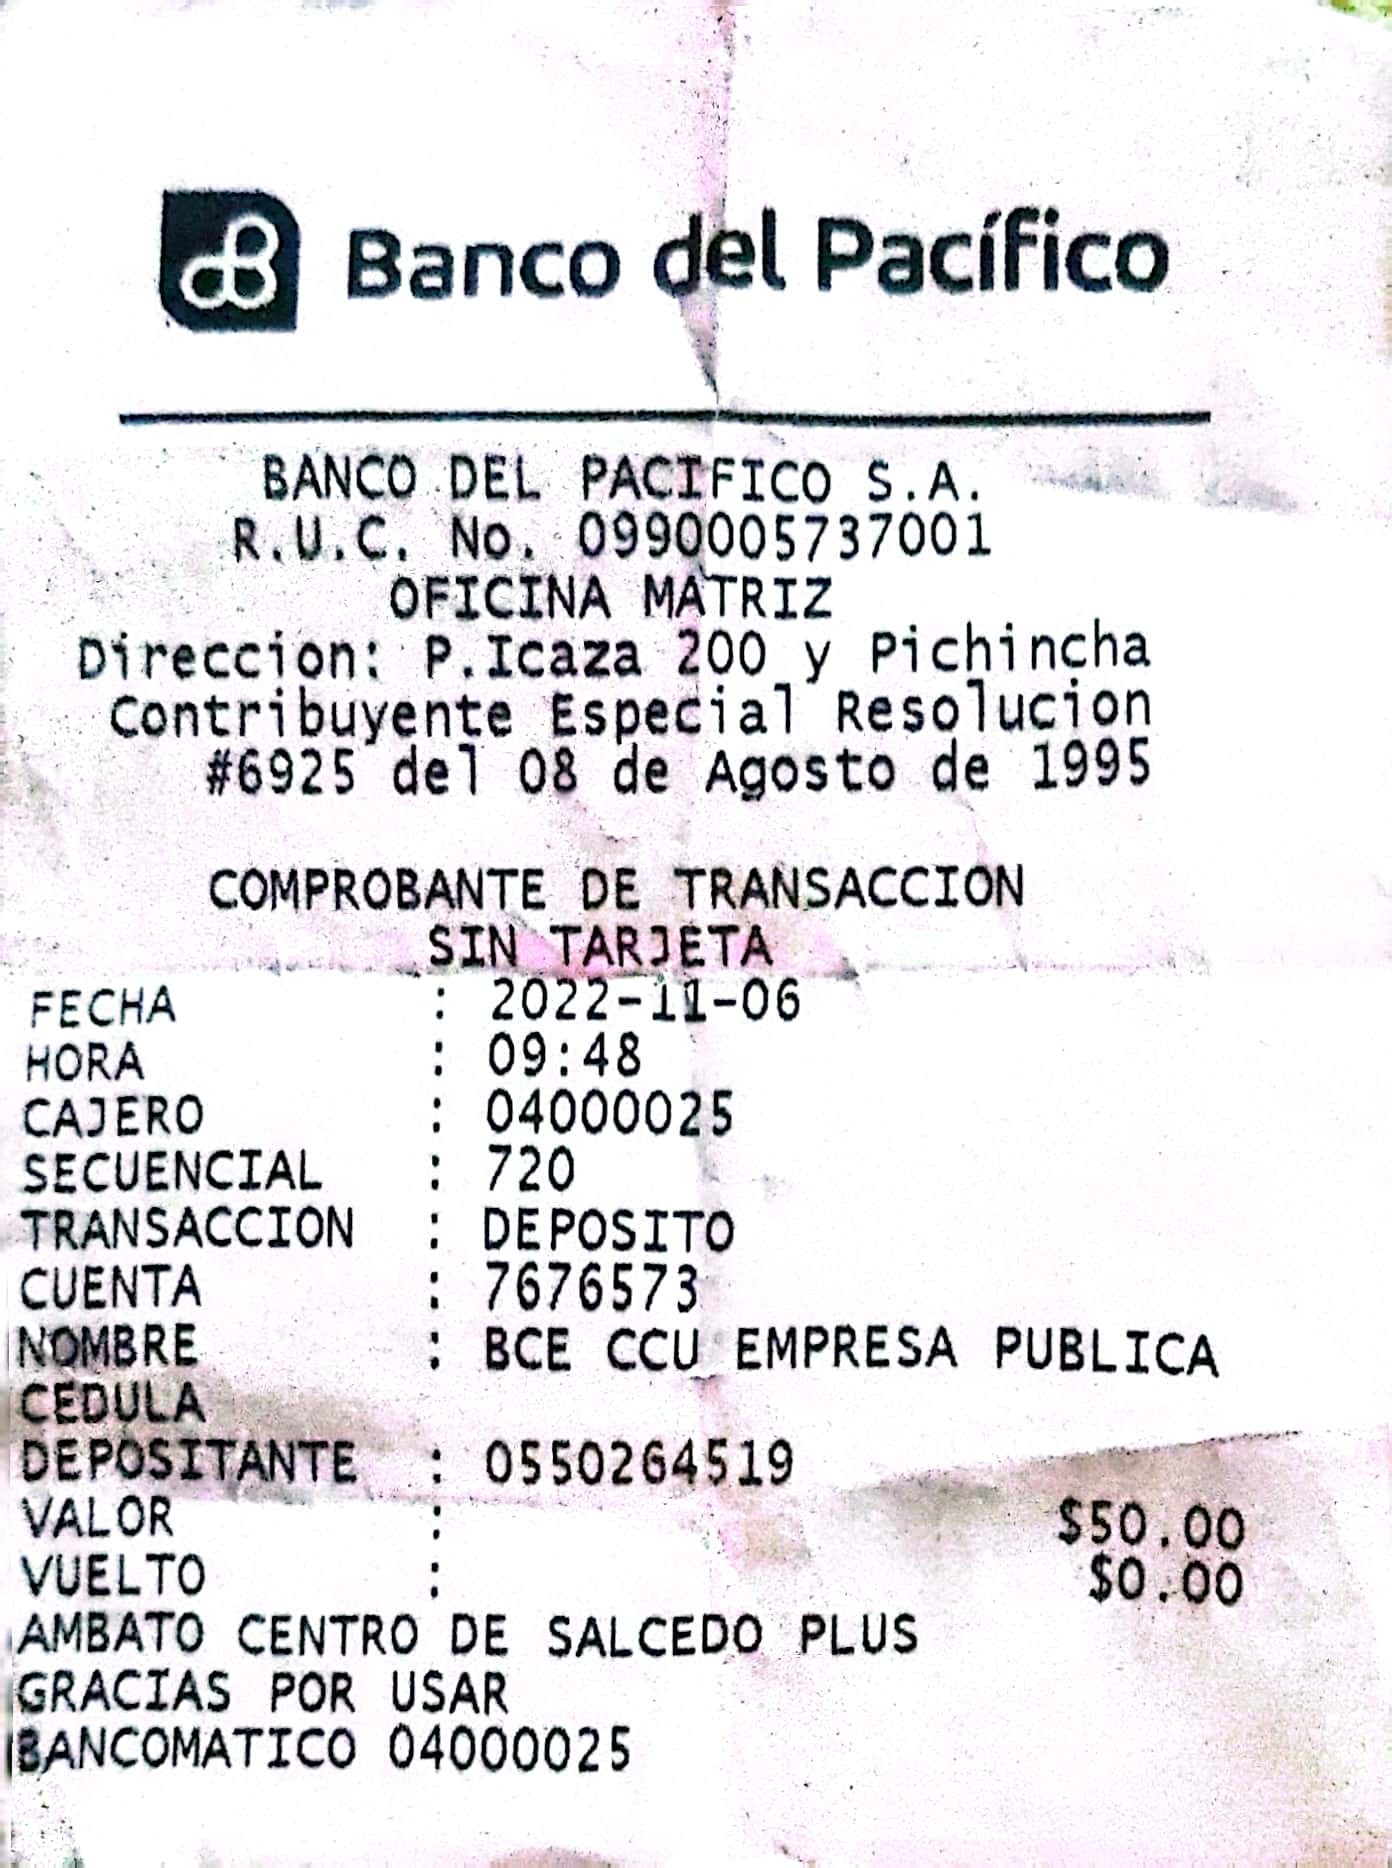 Banco del Pacífico
BANCO DEL PACIFICO S.A.
R.U.C. No. 0990005737001
OFICINA MATRIZ
Direccion: P.Icaza 200 y Pichincha
Contribuyente Especial Resolucion
#6925 del 08 de Agosto de 1995
COMPROBANTE DE TRANSACCION
SIN TARJETA
FECHA : 2022-11-06
HORA : 09:48
CAJERO : 04000025
SECUENCIAL : 720
TRANSACCION : DEPOSITO
CUENTA : 7676573
NOMBRE : BCE CCU EMPRESA PUBLICA
CEDULA
DEPOSITANTE : 0550264519
VALOR : $50.00
VUELTO : $0.00
AMBATO CENTRO DE SALCEDO PLUS
GRACIAS POR USAR
BANCOMATICO 04000025